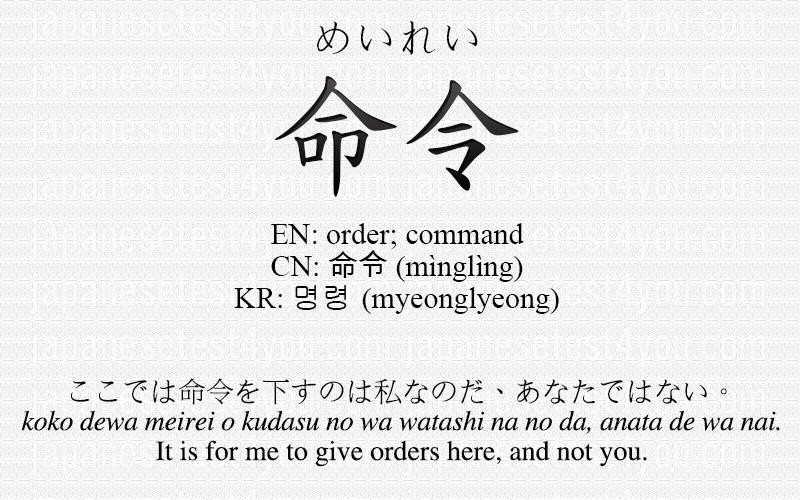 めいれい
命令
EN: order; command
CN: 命令 (mìnglìng)
KR: 명령 (myeonglyeong)
ここでは命令を下すのは私なのだ、あなたではない。
koko dewa meirei o kudasu no wa watashi na no da, anata de wa nai.
It is for me to give orders here, and not you.
japanesetest4you.com